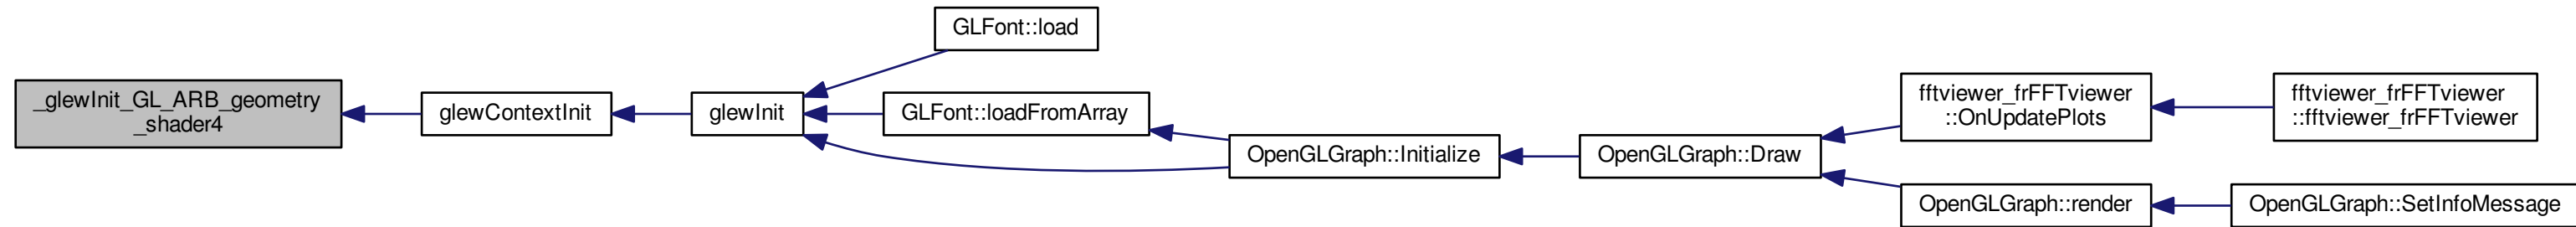 _glewInit_GL_ARB_geometry
_shader4
glewContextInit
glewInit
GLFont::load
GLFont::loadFromArray
OpenGLGraph::Initialize
OpenGLGraph::Draw
fftviewer_frFFTviewer
::OnUpdatePlots
fftviewer_frFFTviewer
::fftviewer_frFFTviewer
OpenGLGraph::render
OpenGLGraph::SetInfoMessage